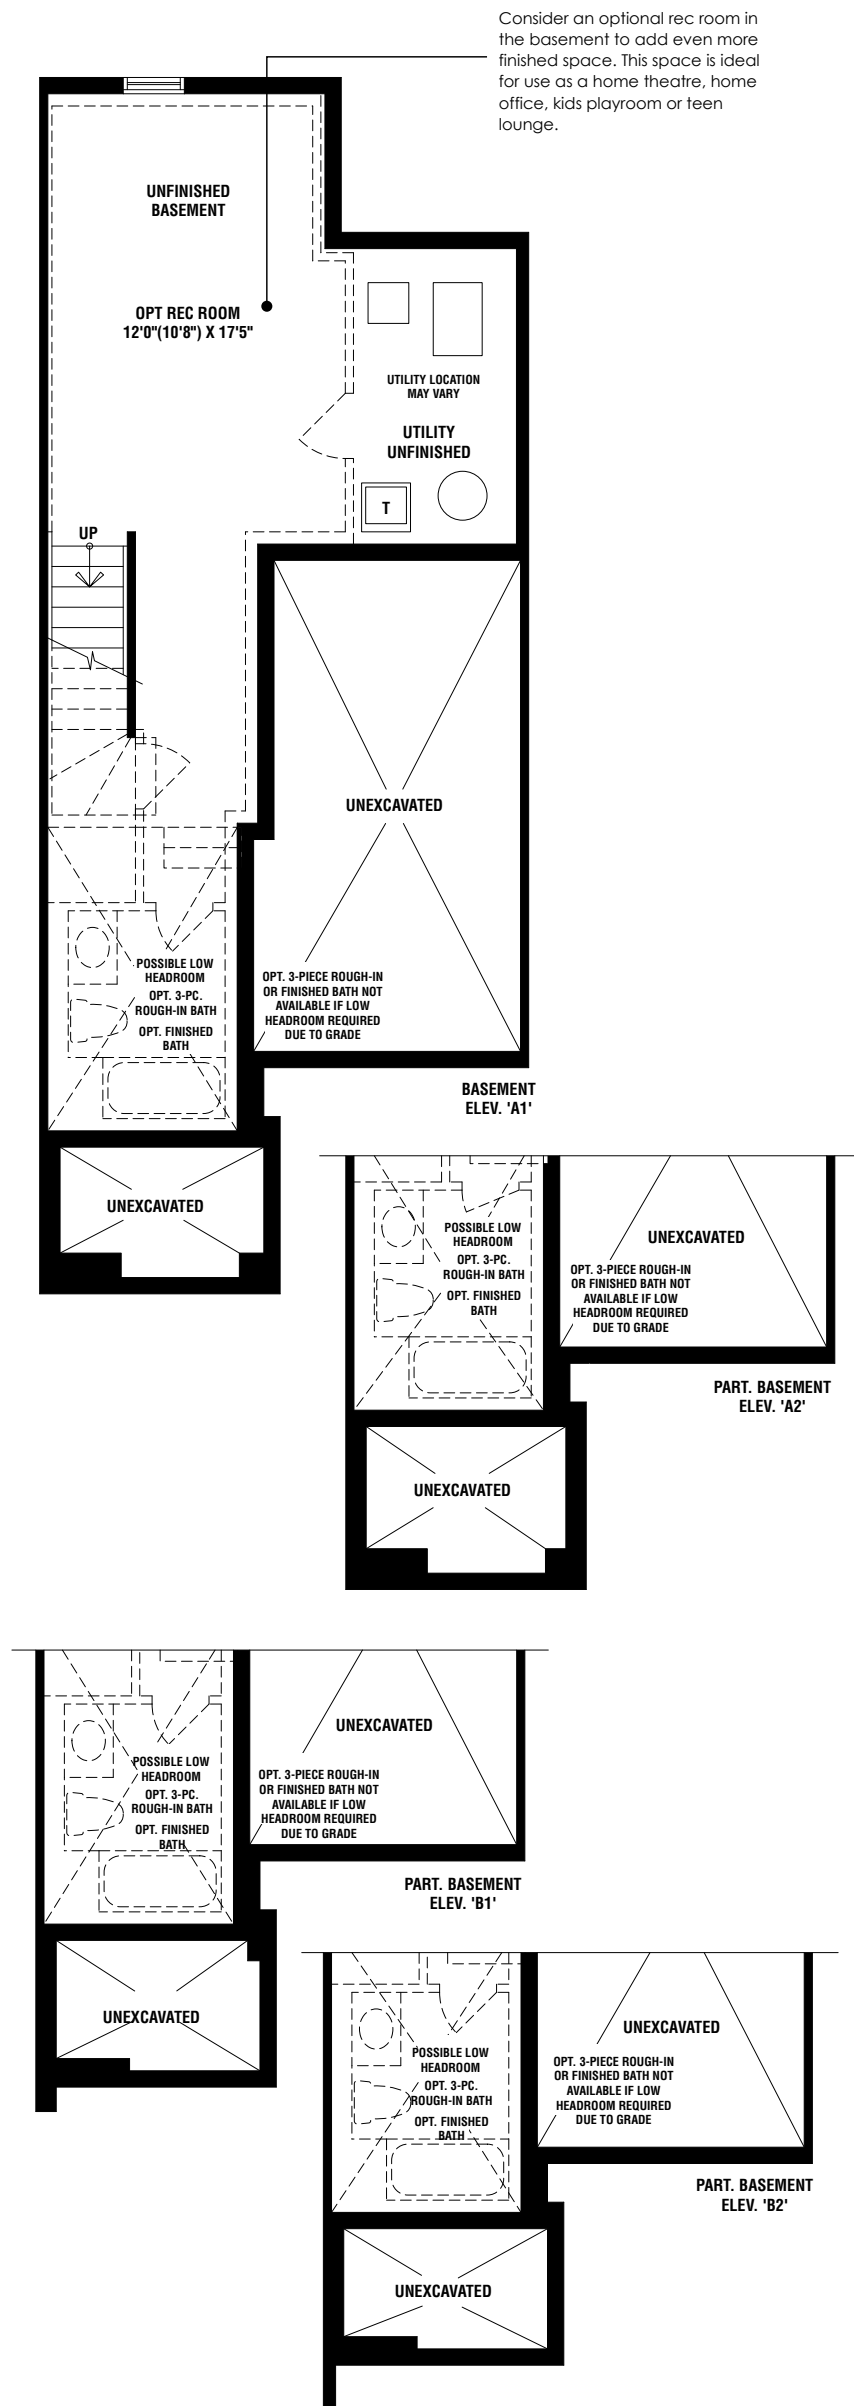 Consider an optional rec room in
the basement to add even more
finished space. This space is ideal
for use as a home theatre, home
office, kids playroom or teen
lounge.
UNFINISHED
BASEMENT
OPT REC ROOM
12'0"(10'8") X 17'5"
UTILITY LOCATION
MAY VARY
UTILITY
UNFINISHED
T
UP
UNEXCAVATED
POSSIBLE LOW
HEADROOM
OPT. 3-PC.
ROUGH-IN BATH
OPT. FINISHED
BATH
OPT. 3-PIECE ROUGH-IN
OR FINISHED BATH NOT
AVAILABLE IF LOW
HEADROOM REQUIRED
DUE TO GRADE
BASEMENT
ELEV. 'A1'
UNEXCAVATED
POSSIBLE LOW
HEADROOM
OPT. 3-PC.
ROUGH-IN BATH
OPT. FINISHED
BATH
UNEXCAVATED
OPT. 3-PIECE ROUGH-IN
OR FINISHED BATH NOT
AVAILABLE IF LOW
HEADROOM REQUIRED
DUE TO GRADE
PART. BASEMENT
ELEV. 'A2'
UNEXCAVATED
POSSIBLE LOW
HEADROOM
OPT. 3-PC.
ROUGH-IN BATH
OPT. FINISHED
BATH
UNEXCAVATED
OPT. 3-PIECE ROUGH-IN
OR FINISHED BATH NOT
AVAILABLE IF LOW
HEADROOM REQUIRED
DUE TO GRADE
PART. BASEMENT
ELEV. 'B1'
UNEXCAVATED
POSSIBLE LOW
HEADROOM
OPT. 3-PC.
ROUGH-IN BATH
OPT. FINISHED
BATH
UNEXCAVATED
OPT. 3-PIECE ROUGH-IN
OR FINISHED BATH NOT
AVAILABLE IF LOW
HEADROOM REQUIRED
DUE TO GRADE
PART. BASEMENT
ELEV. 'B2'
UNEXCAVATED